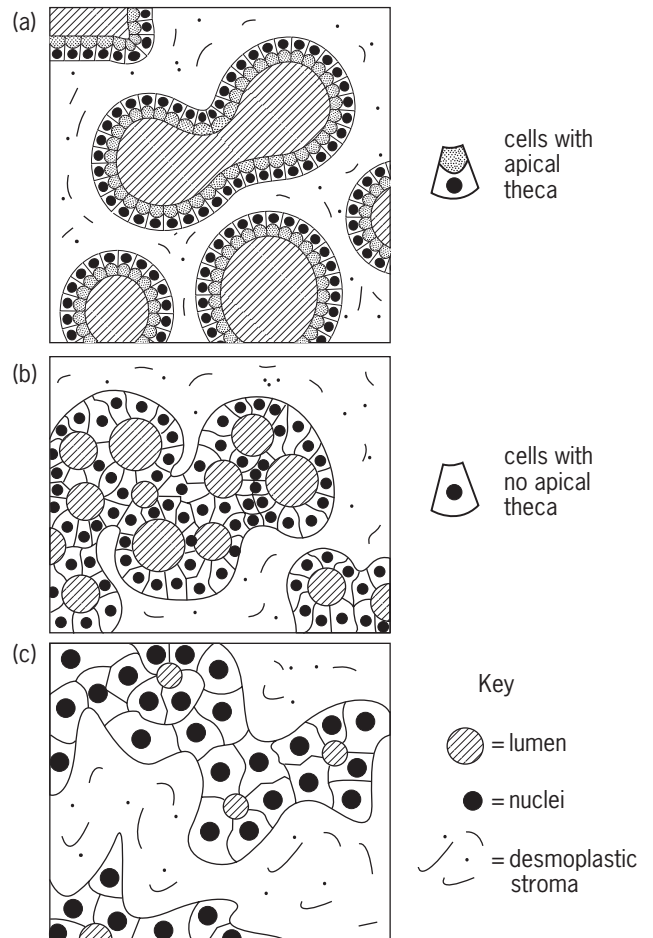 (a)
cells with
apical
theca
(b)
cells with
no apical
theca
(c)
Key
= lumen
= nuclei
= desmoplastic
stroma